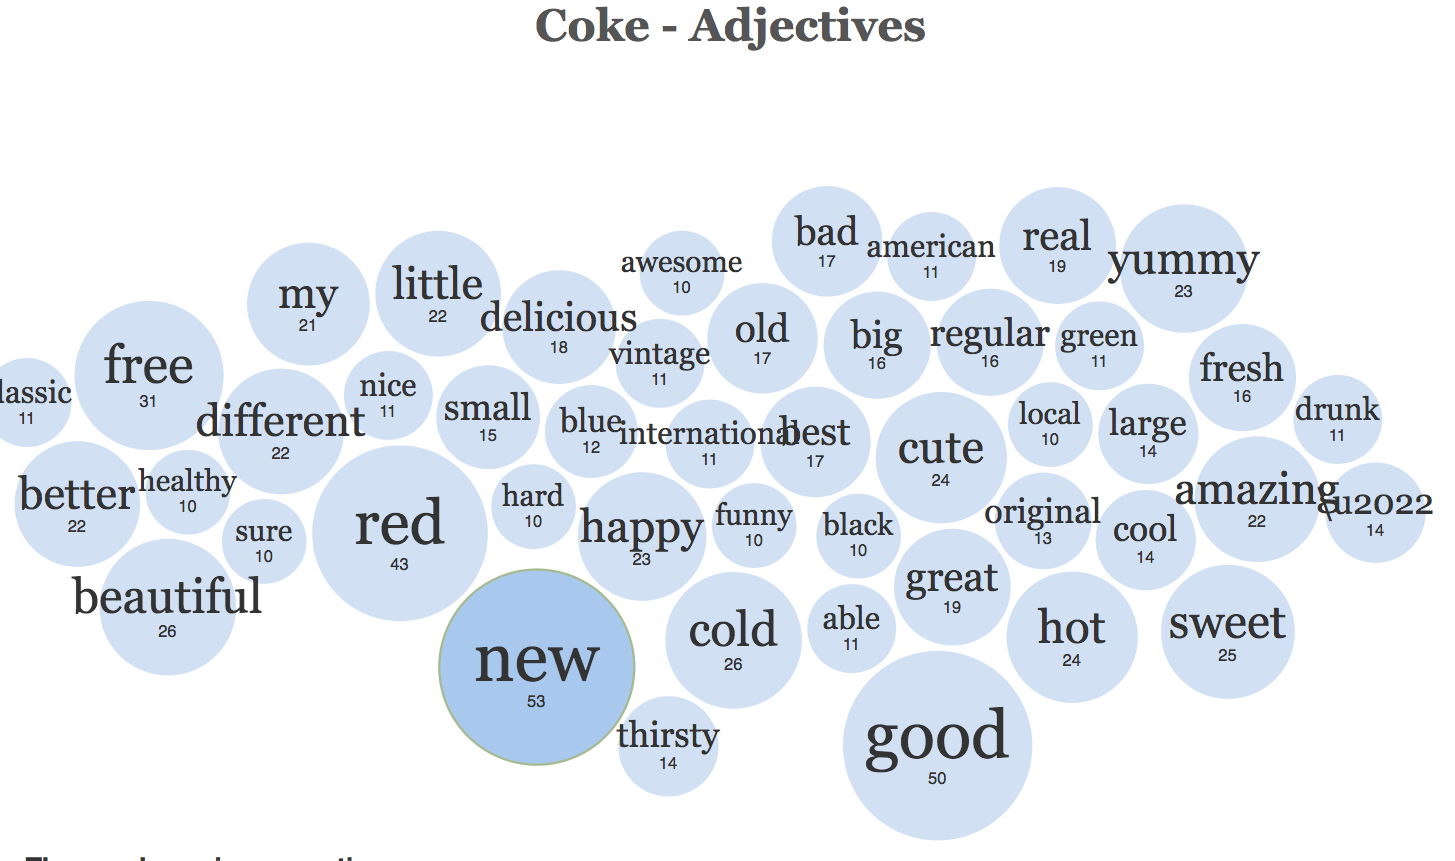 Coke - Adjectives
bad
17
american
11
real
19
yummy
23
awesome
10
little
22
my
21
delicious
18
old
17
big
16
regular
16
green
11
vintage
11
free
31
fresh
16
nice
11
lassic
11
small
15
different
22
blue
12
international
11
best
17
cute
24
local
10
large
14
drunk
11
better
22
healthy
10
hard
10
amazing
22
\u2022
14
sure
10
red
43
happy
23
funny
10
black
10
original
13
cool
14
beautiful
26
great
19
new
53
cold
26
able
11
hot
24
sweet
25
thirsty
14
good
50